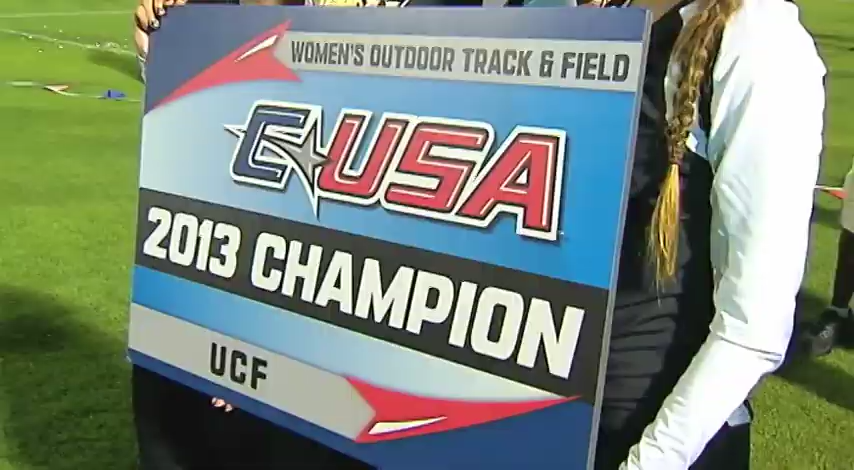 WOMEN'S OUTDOOR TRACK & FIELD
C USA
2013 CHAMPION
UCF